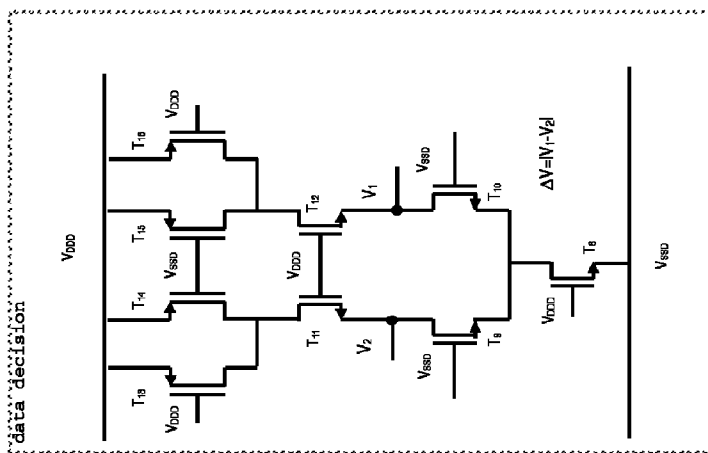 data decision
VDDD
T13
T14
T15
T16
VDDD
VSSD
VDDD
T11
VDDD
T12
V2
V1
VSSD
VSSD
T9
T10
VDDD
ΔV=|V1-V2|
T8
VSSD